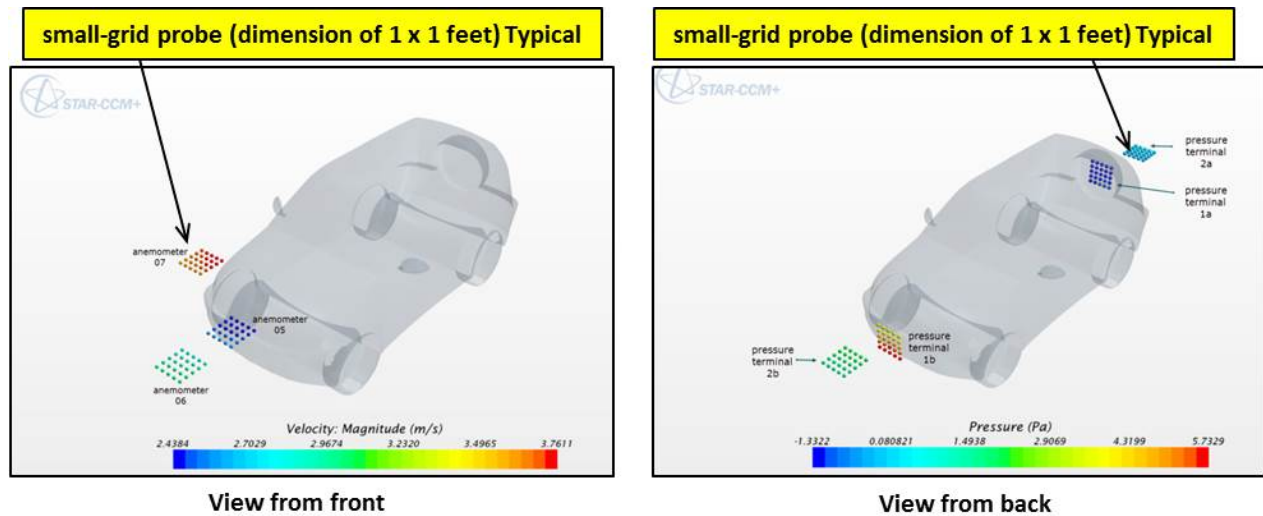 small-grid probe (dimension of 1 x 1 feet) Typical
STAR-CCM+
anemometer
07
anemometer
05
anemometer
06
Velocity: Magnitude (m/s)
2.4384 2.7029 2.9674 3.2320 3.4965 3.7611
View from front
small-grid probe (dimension of 1 x 1 feet) Typical
STAR-CCM+
pressure
terminal
2a
pressure
terminal
1a
pressure
terminal
1b
pressure
terminal
2b
Pressure (Pa)
-1.3322 0.080821 1.4938 2.9069 4.3199 5.7329
View from back